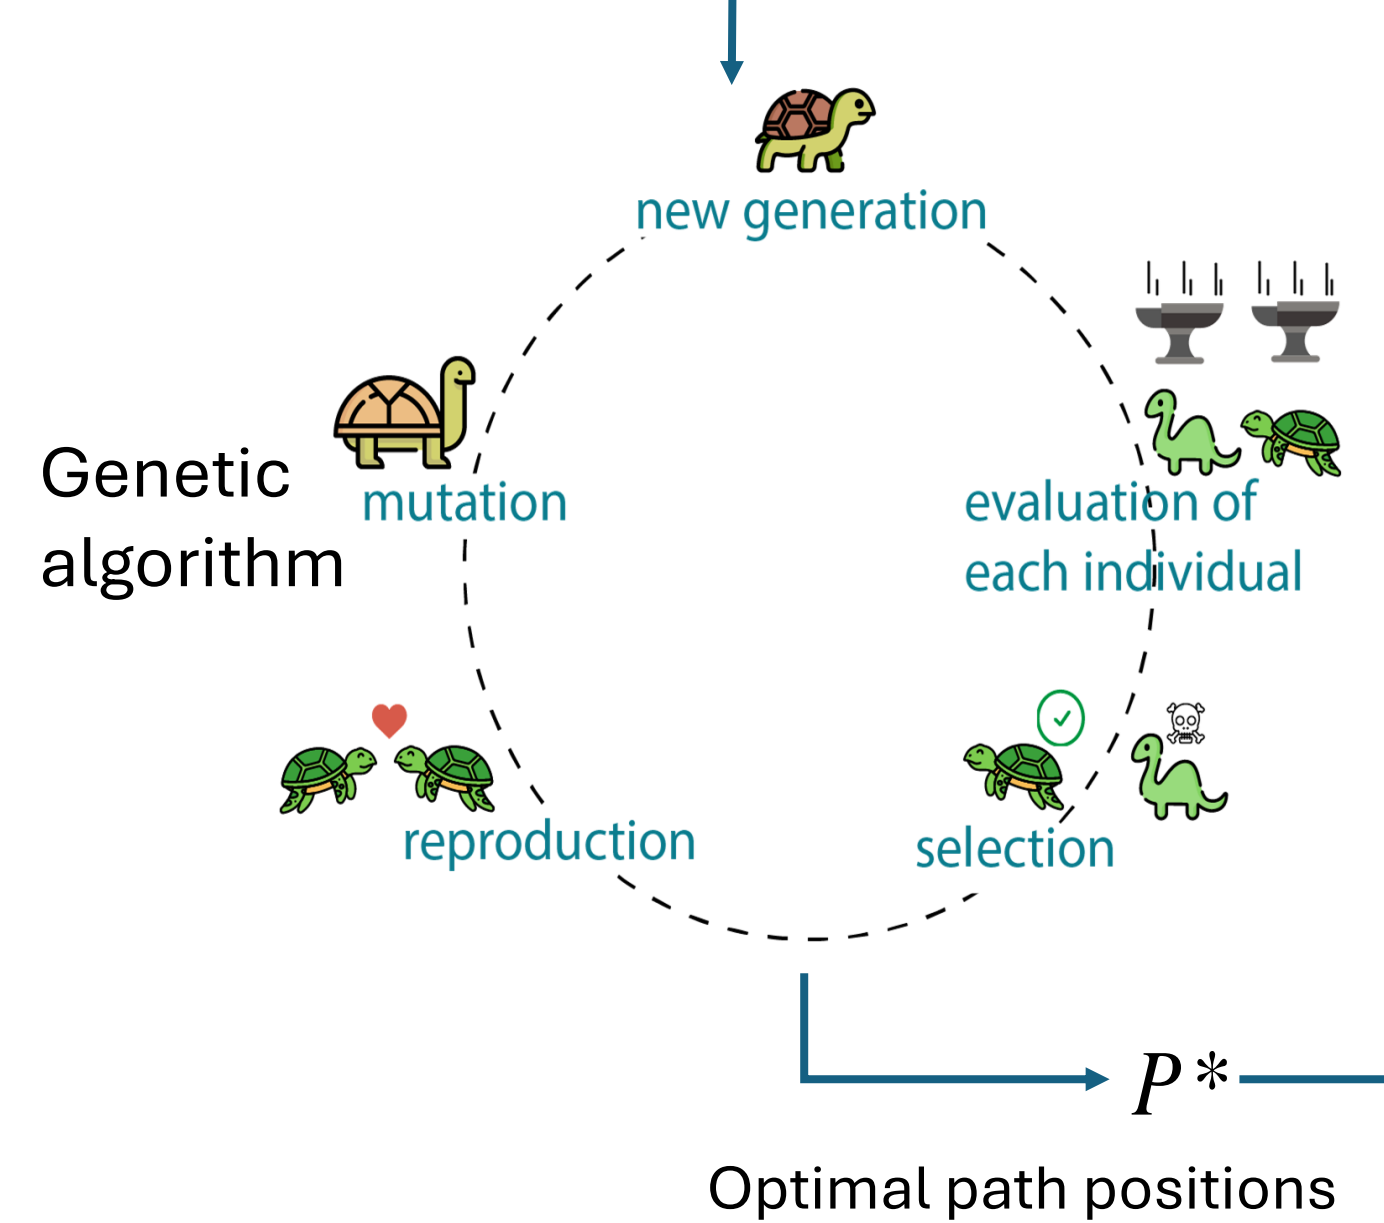 new generation
mutation
evaluation of
each individual
Genetic
algorithm
reproduction
selection
P*
Optimal path positions